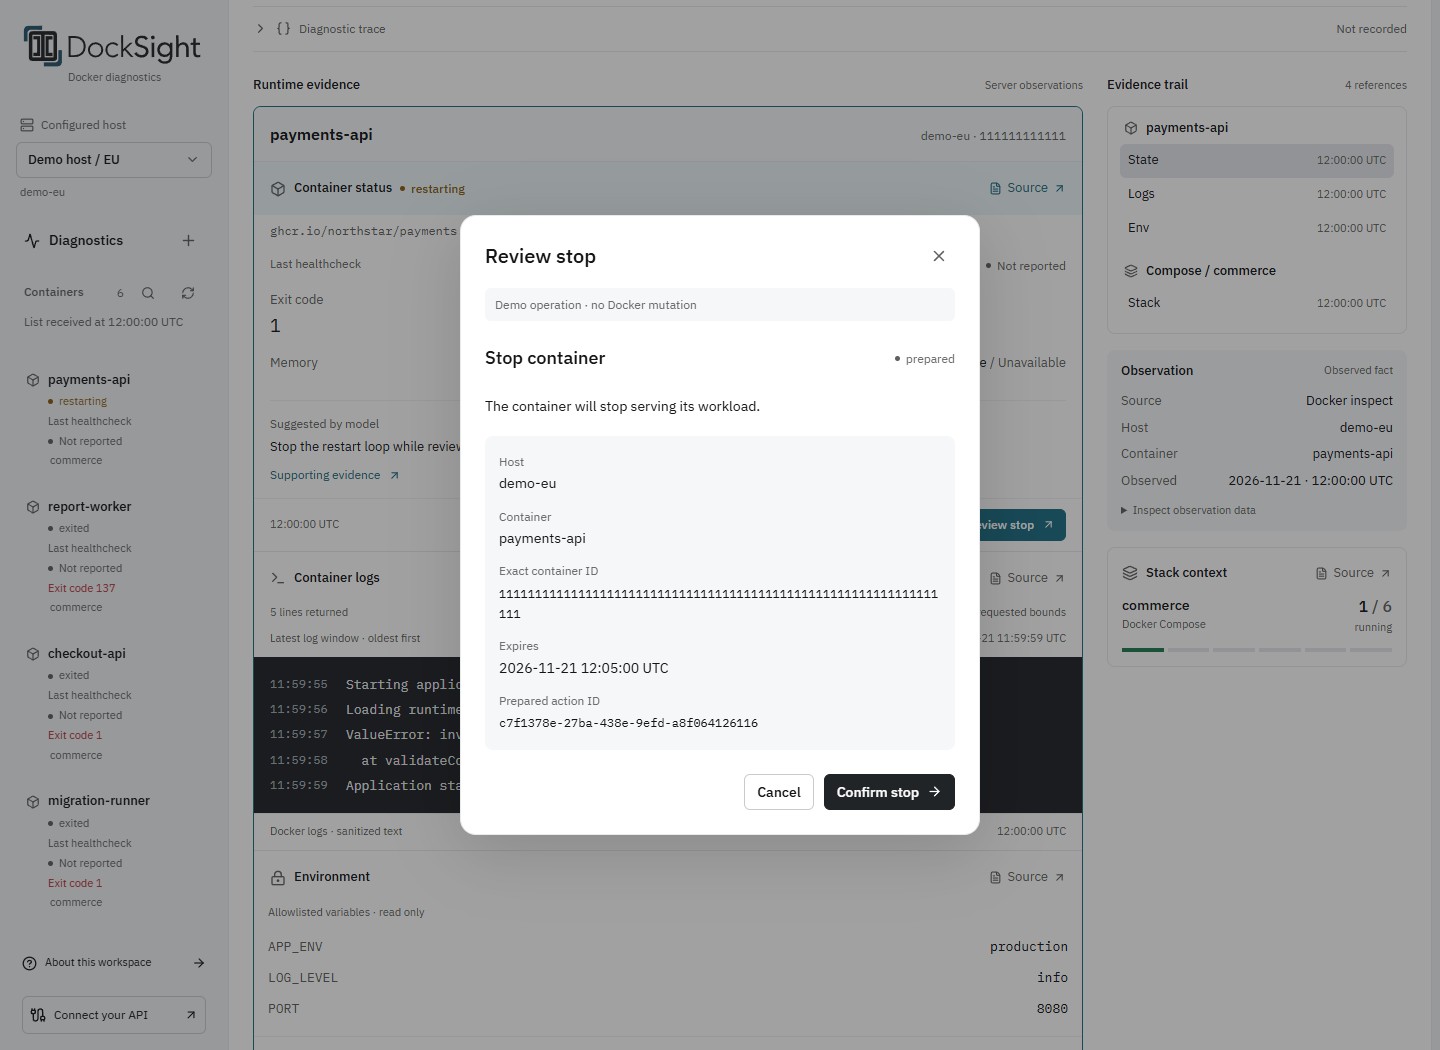 DockSight
Docker diagnostics
Configured host
Demo host / EU
demo-eu
Diagnostics
Containers 6
List received at 12:00:00 UTC
payments-api
restarting
Last healthcheck
Not reported
commerce
report-worker
exited
Last healthcheck
Not reported
Exit code 137
commerce
checkout-api
exited
Last healthcheck
Not reported
Exit code 1
commerce
migration-runner
exited
Last healthcheck
Not reported
Exit code 1
commerce
About this workspace
Connect your API
Diagnostic trace Not recorded
Runtime evidence Server observations
payments-api demo-eu · 111111111111
Container status restarting Source
ghcr.io/northstar/payments
Last healthcheck Not reported
Exit code
1
Memory / Unavailable
Suggested by model
Stop the restart loop while
Supporting evidence
12:00:00 UTC stop
Container logs Source
5 lines returned bounds
Latest log window · oldest first 21 11:59:59 UTC
11:59:55 Starting
11:59:56 Loading runtime
11:59:57 ValueError:
11:59:58 at
11:59:59 Application
Docker logs · sanitized text 12:00:00 UTC
Environment Source
Allowlisted variables · read only
APP_ENV production
LOG_LEVEL info
PORT 8080
Review stop
Demo operation · no Docker mutation
Stop container prepared
The container will stop serving its workload.
Host
demo-eu
Container
payments-api
Exact container ID
1111111111111111111111111111111111111111111111111111111111111
111
Expires
2026-11-21 12:05:00 UTC
Prepared action ID
c7f1378e-27ba-438e-9efd-a8f064126116
Cancel Confirm stop
Evidence trail 4 references
payments-api
State 12:00:00 UTC
Logs 12:00:00 UTC
Env 12:00:00 UTC
Compose / commerce
Stack 12:00:00 UTC
Observation Observed fact
Source Docker inspect
Host demo-eu
Container payments-api
Observed 2026-11-21 · 12:00:00 UTC
Inspect observation data
Stack context Source
commerce 1 / 6
Docker Compose running